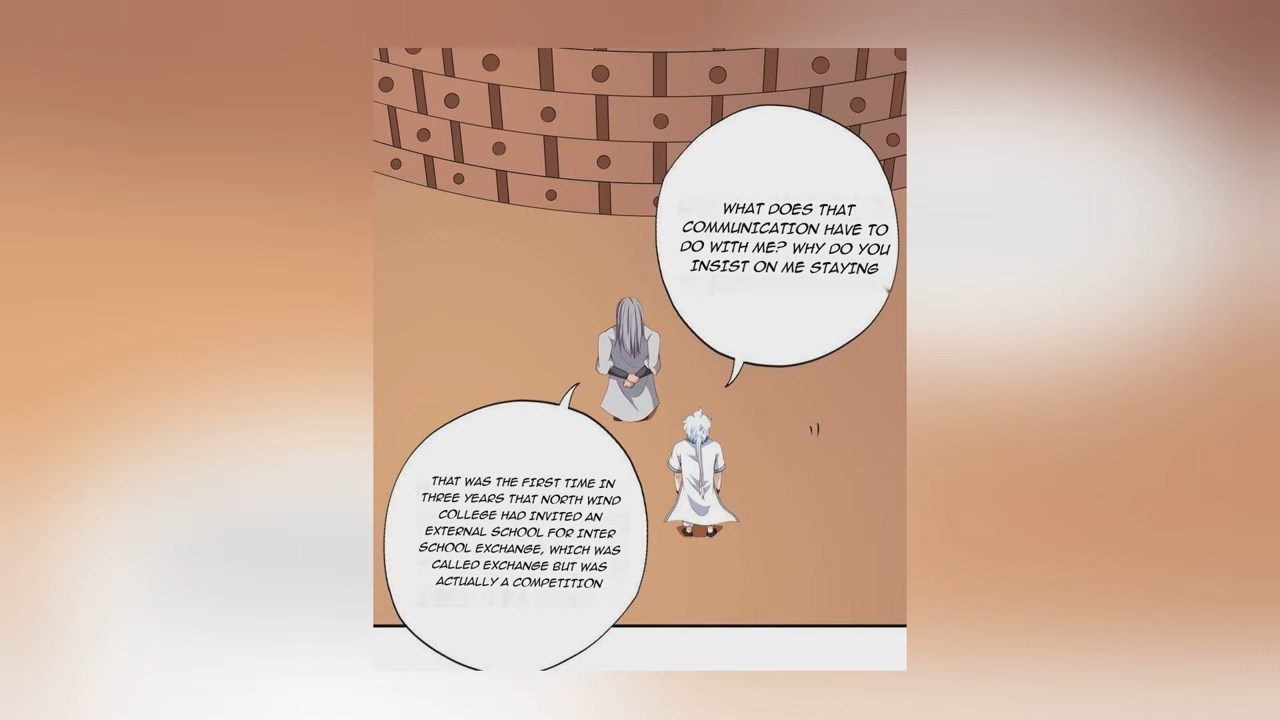 WHAT DOES THAT
COMMUNICATION HAVE TO
DO WITH ME? WHY DO YOU
INSIST ON ME STAYING
THAT WAS THE FIRST TIME IN
THREE YEARS THAT NORTH WIND
COLLEGE HAD INVITED AN
EXTERNAL SCHOOL FOR INTER
SCHOOL EXCHANGE, WHICH WAS
CALLED EXCHANGE BUT WAS
ACTUALLY A COMPETITION